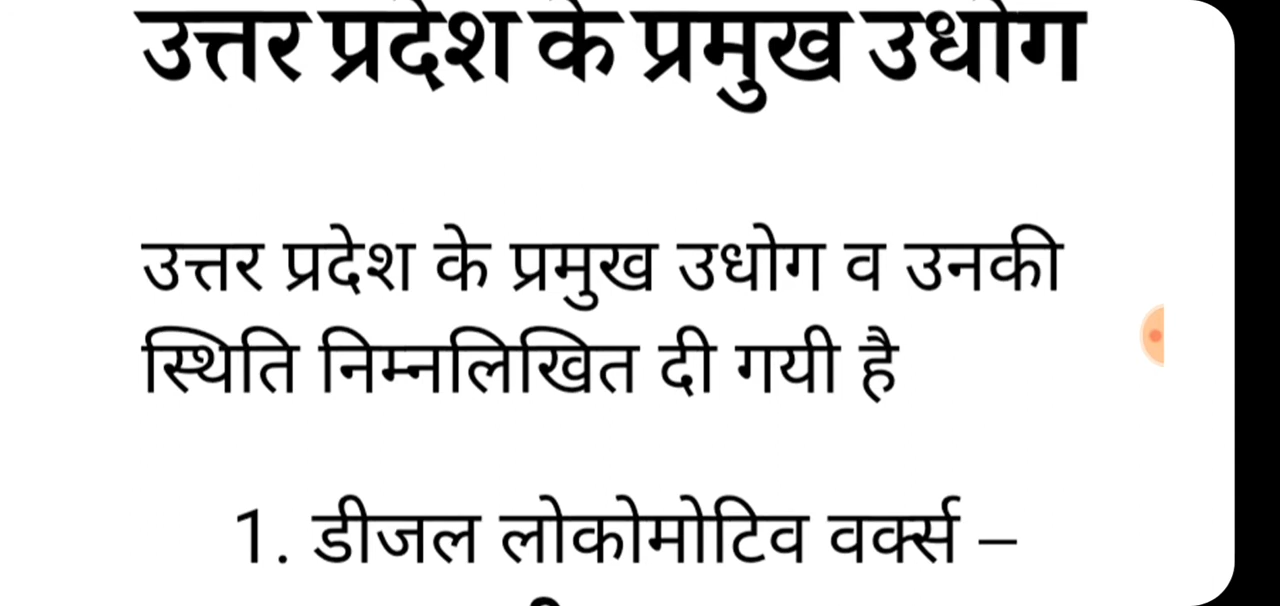 उत्तर प्रदेश के प्रमुख उधोग
उत्तर प्रदेश के प्रमुख उधोग व उनकी
स्थिति निम्नलिखित दी गयी है
1. डीजल लोकोमोटिव वर्क्स –